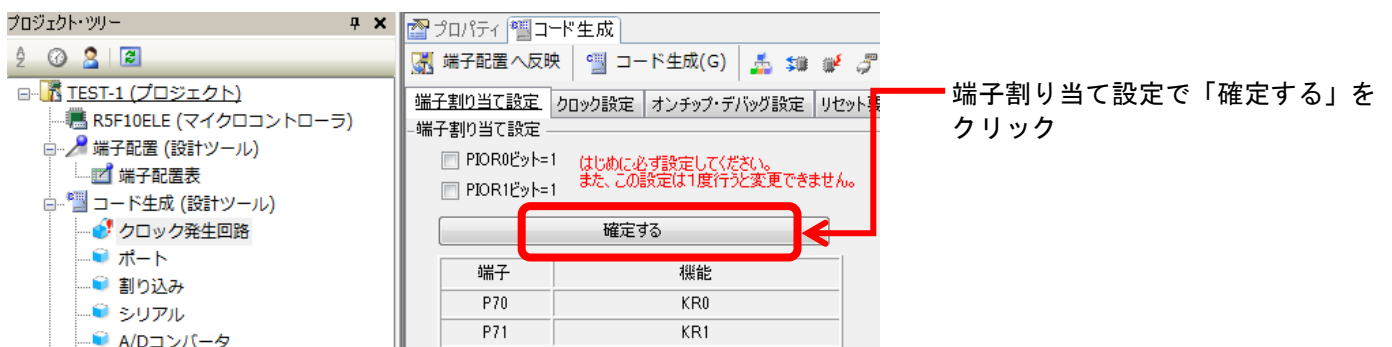 プロジェクト・ツリー
TEST-1 (プロジェクト)
R5F10ELE (マイクロコントローラ)
端子配置 (設計ツール)
端子配置表
コード生成 (設計ツール)
クロック発生回路
ポート
割り込み
シリアル
A/Dコンバータ
プロパティ コード生成
端子配置へ反映 コード生成(G)
端子割り当て設定 クロック設定 オンチップ・デバッグ設定 リセット要
端子割り当て設定
PIOR0ビット=1
PIOR1ビット=1
はじめに必ず設定してください。
また、この設定は1度行うと変更できません。
確定する
端子 機能
P70 KR0
P71 KR1
端子割り当て設定で「確定する」を
クリック